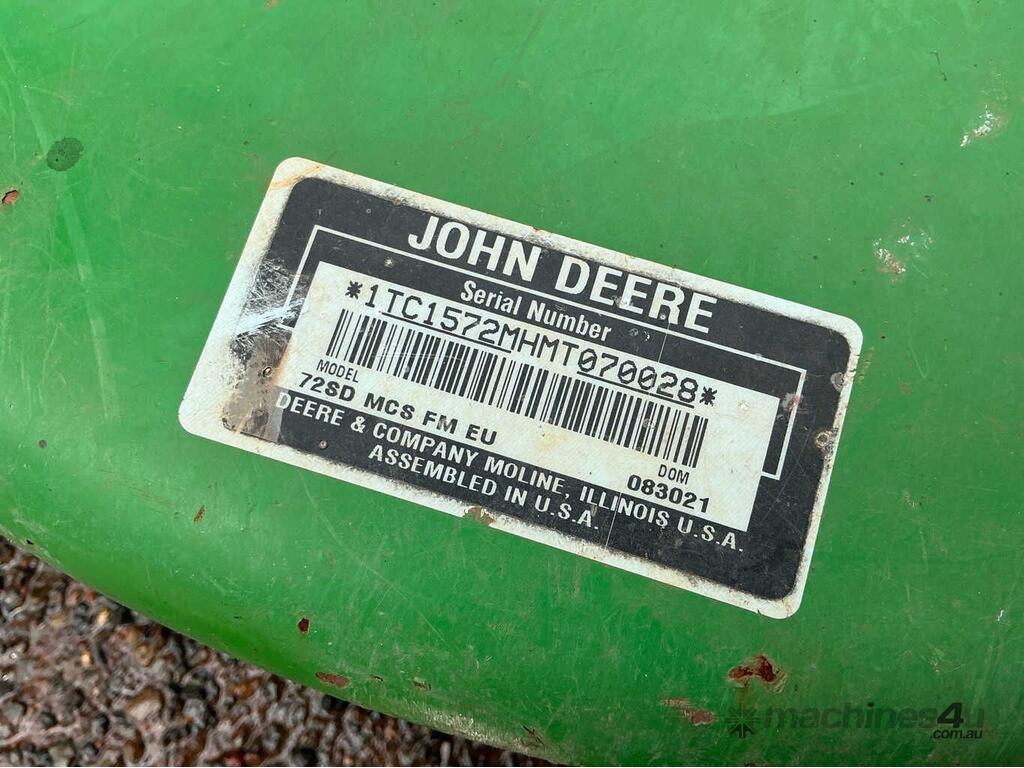 JOHN DEERE
Serial Number
*1TC1572MHMT070028*
MODEL
72SD MCS FM EU
DOM
083021
DEERE & COMPANY MOLINE, ILLINOIS U.S.A.
ASSEMBLED IN U.S.A.
machines4u
.com.au